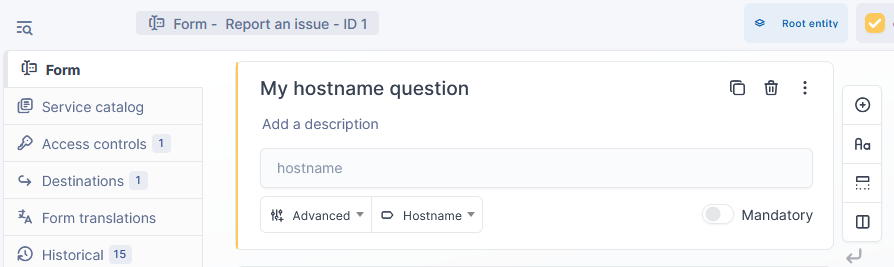 Form - Report an issue - ID 1
Root entity
Form
Service catalog
Access controls 1
Destinations 1
Form translations
Historical 15
My hostname question
Add a description
hostname
Advanced
Hostname
Mandatory
Aa